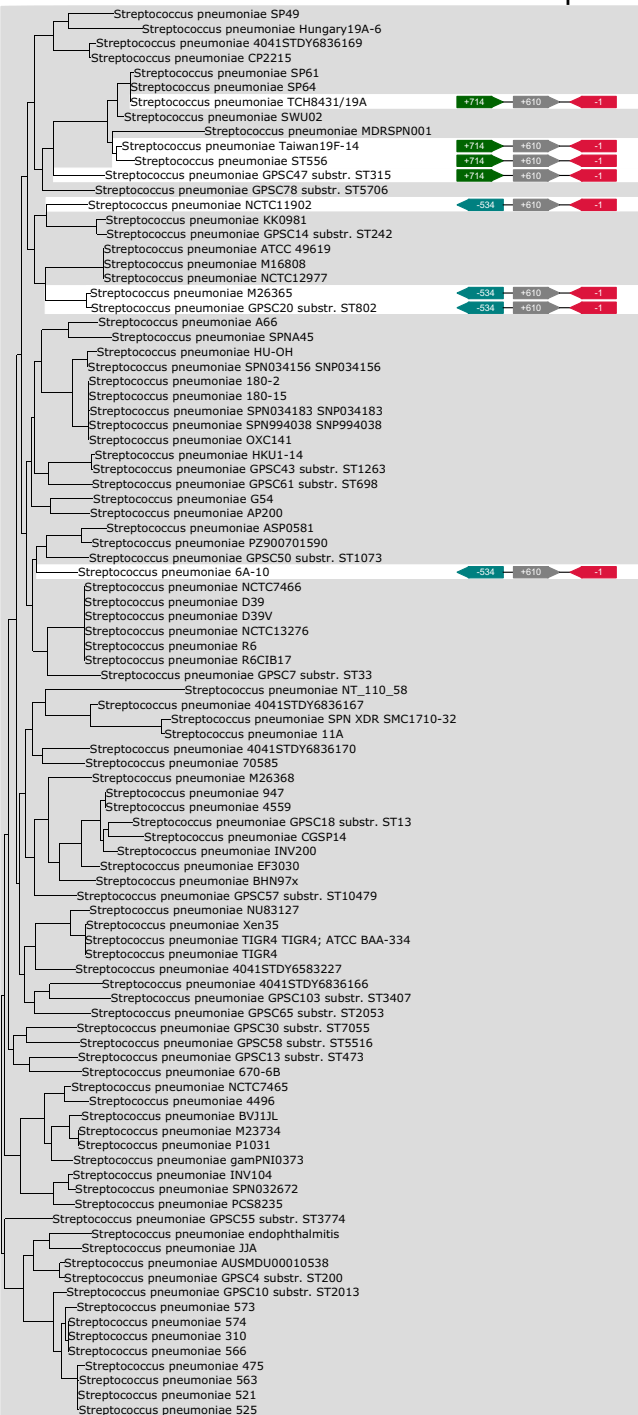 Streptococcus pneumoniae SP49
Streptococcus pneumoniae Hungary19A-6
Streptococcus pneumoniae 4041STDY6836169
Streptococcus pneumoniae CP2215
Streptococcus pneumoniae SP61
Streptococcus pneumoniae SP64
Streptococcus pneumoniae TCH8431/19A +714 +610 -1
Streptococcus pneumoniae SWU02
Streptococcus pneumoniae MDRSPN001
Streptococcus pneumoniae Taiwan19F-14 +714 +610 -1
Streptococcus pneumoniae ST556 +714 +610 -1
Streptococcus pneumoniae GPSC47 substr. ST315 +714 +610 -1
Streptococcus pneumoniae GPSC78 substr. ST5706
Streptococcus pneumoniae NCTC11902 -534 +610 -1
Streptococcus pneumoniae KK0981
Streptococcus pneumoniae GPSC14 substr. ST242
Streptococcus pneumoniae ATCC 49619
Streptococcus pneumoniae M16808
Streptococcus pneumoniae NCTC12977
Streptococcus pneumoniae M26365 -534 +610 -1
Streptococcus pneumoniae GPSC20 substr. ST802 -534 +610 -1
Streptococcus pneumoniae A66
Streptococcus pneumoniae SPNA45
Streptococcus pneumoniae HU-OH
Streptococcus pneumoniae SPN034156 SNP034156
Streptococcus pneumoniae 180-2
Streptococcus pneumoniae 180-15
Streptococcus pneumoniae SPN034183 SNP034183
Streptococcus pneumoniae SPN994038 SNP994038
Streptococcus pneumoniae OXC141
Streptococcus pneumoniae HKU1-14
Streptococcus pneumoniae GPSC43 substr. ST1263
Streptococcus pneumoniae GPSC61 substr. ST698
Streptococcus pneumoniae G54
Streptococcus pneumoniae AP200
Streptococcus pneumoniae ASP0581
Streptococcus pneumoniae PZ900701590
Streptococcus pneumoniae GPSC50 substr. ST1073
Streptococcus pneumoniae 6A-10 -534 +610 -1
Streptococcus pneumoniae NCTC7466
Streptococcus pneumoniae D39
Streptococcus pneumoniae D39V
Streptococcus pneumoniae NCTC13276
Streptococcus pneumoniae R6
Streptococcus pneumoniae R6CIB17
Streptococcus pneumoniae GPSC7 substr. ST33
Streptococcus pneumoniae NT_110_58
Streptococcus pneumoniae 4041STDY6836167
Streptococcus pneumoniae SPN XDR SMC1710-32
Streptococcus pneumoniae 11A
Streptococcus pneumoniae 4041STDY6836170
Streptococcus pneumoniae 70585
Streptococcus pneumoniae M26368
Streptococcus pneumoniae 947
Streptococcus pneumoniae 4559
Streptococcus pneumoniae GPSC18 substr. ST13
Streptococcus pneumoniae CGSP14
Streptococcus pneumoniae INV200
Streptococcus pneumoniae EF3030
Streptococcus pneumoniae BHN97x
Streptococcus pneumoniae GPSC57 substr. ST10479
Streptococcus pneumoniae NU83127
Streptococcus pneumoniae Xen35
Streptococcus pneumoniae TIGR4 TIGR4; ATCC BAA-334
Streptococcus pneumoniae TIGR4
Streptococcus pneumoniae 4041STDY6583227
Streptococcus pneumoniae 4041STDY6836166
Streptococcus pneumoniae GPSC103 substr. ST3407
Streptococcus pneumoniae GPSC65 substr. ST2053
Streptococcus pneumoniae GPSC30 substr. ST7055
Streptococcus pneumoniae GPSC58 substr. ST5516
Streptococcus pneumoniae GPSC13 substr. ST473
Streptococcus pneumoniae 670-6B
Streptococcus pneumoniae NCTC7465
Streptococcus pneumoniae 4496
Streptococcus pneumoniae BVJ1JL
Streptococcus pneumoniae M23734
Streptococcus pneumoniae P1031
Streptococcus pneumoniae gamPNI0373
Streptococcus pneumoniae INV104
Streptococcus pneumoniae SPN032672
Streptococcus pneumoniae PCS8235
Streptococcus pneumoniae GPSC55 substr. ST3774
Streptococcus pneumoniae endophthalmitis
Streptococcus pneumoniae JJA
Streptococcus pneumoniae AUSMDU00010538
Streptococcus pneumoniae GPSC4 substr. ST200
Streptococcus pneumoniae GPSC10 substr. ST2013
Streptococcus pneumoniae 573
Streptococcus pneumoniae 574
Streptococcus pneumoniae 310
Streptococcus pneumoniae 566
Streptococcus pneumoniae 475
Streptococcus pneumoniae 563
Streptococcus pneumoniae 521
Streptococcus pneumoniae 525